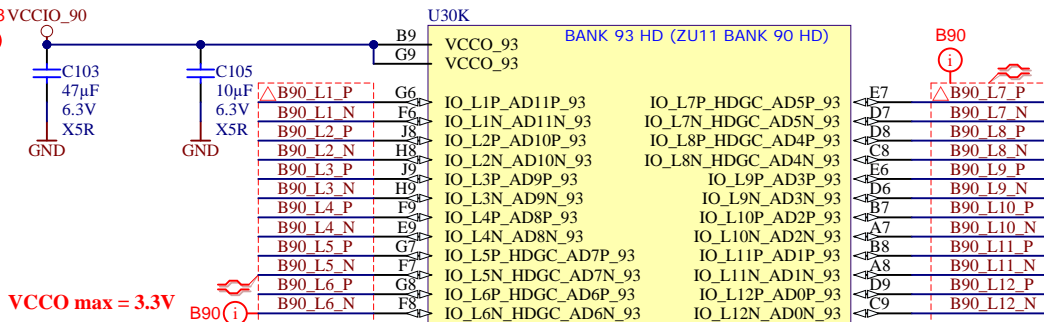 3 VCCIO_90
U30K
BANK 93 HD (ZU11 BANK 90 HD)
B9 VCCO_93
G9 VCCO_93
C103
47µF
6.3V
X5R
GND
C105
10µF
6.3V
X5R
GND
B90
i
B90_L1_P G6 IO_L1P_AD11P_93 IO_L7P_HDGC_AD5P_93 E7 B90_L7_P
B90_L1_N F6 IO_L1N_AD11N_93 IO_L7N_HDGC_AD5N_93 D7 B90_L7_N
B90_L2_P J8 IO_L2P_AD10P_93 IO_L8P_HDGC_AD4P_93 D8 B90_L8_P
B90_L2_N H8 IO_L2N_AD10N_93 IO_L8N_HDGC_AD4N_93 C8 B90_L8_N
B90_L3_P J9 IO_L3P_AD9P_93 IO_L9P_AD3P_93 E6 B90_L9_P
B90_L3_N H9 IO_L3N_AD9N_93 IO_L9N_AD3N_93 D6 B90_L9_N
B90_L4_P F9 IO_L4P_AD8P_93 IO_L10P_AD2P_93 B7 B90_L10_P
B90_L4_N E9 IO_L4N_AD8N_93 IO_L10N_AD2N_93 A7 B90_L10_N
B90_L5_P G7 IO_L5P_HDGC_AD7P_93 IO_L11P_AD1P_93 B8 B90_L11_P
B90_L5_N F7 IO_L5N_HDGC_AD7N_93 IO_L11N_AD1N_93 A8 B90_L11_N
B90_L6_P G8 IO_L6P_HDGC_AD6P_93 IO_L12P_AD0P_93 D9 B90_L12_P
B90_L6_N F8 IO_L6N_HDGC_AD6N_93 IO_L12N_AD0N_93 C9 B90_L12_N
VCCO max = 3.3V
B90 i